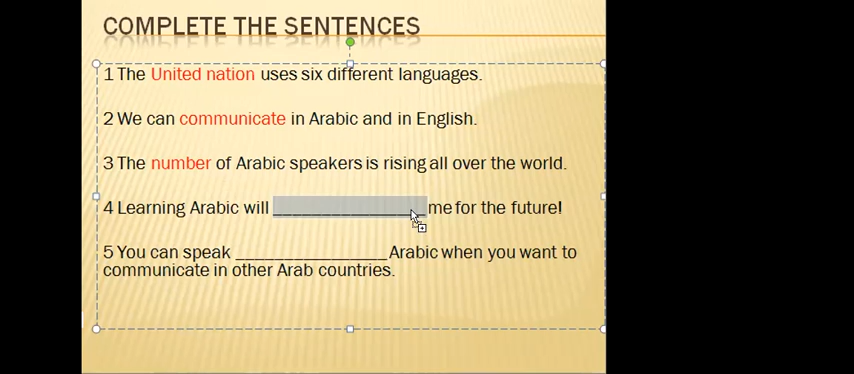 COMPLETE THE SENTENCES
1 The United nation uses six different languages.
2 We can communicate in Arabic and in English.
3 The number of Arabic speakers is rising all over the world.
4 Learning Arabic will ________________ me for the future!
5 You can speak ________________ Arabic when you want to
communicate in other Arab countries.